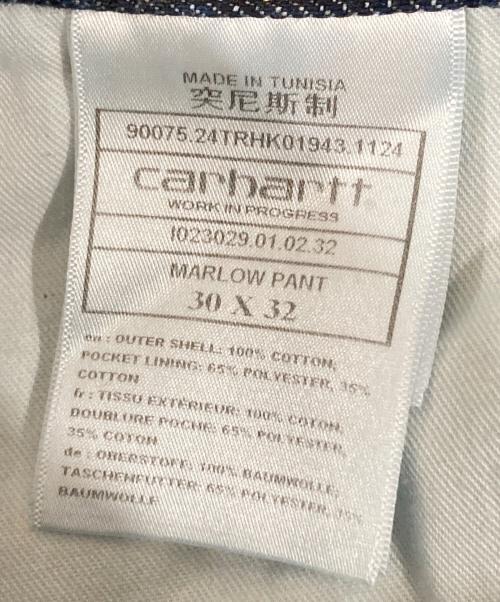 MADE IN TUNISIA
突尼斯制
90075.24TRHK01943.1124
carhartt
WORK IN PROGRESS
I023029.01.02.32
MARLOW PANT
30 X 32
en : OUTER SHELL: 100% COTTON;
POCKET LINING: 65% POLYESTER, 35%
COTTON
fr : TISSU EXTÉRIEUR: 100% COTON;
DOUBLURE POCHE: 65% POLYESTER,
35% COTON
de : OBERSTOFF: 100% BAUMWOLLE;
TASCHENFUTTER: 65% POLYESTER, 35%
BAUMWOLLE